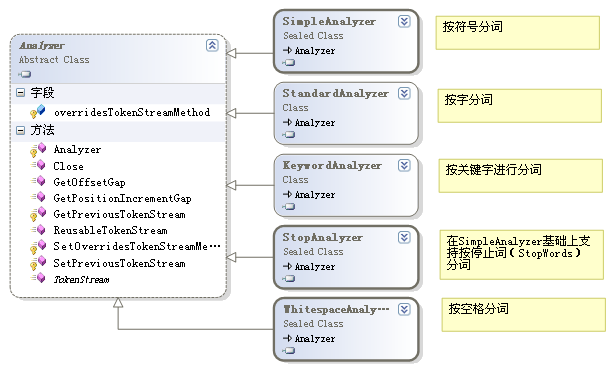 Analyzer
Abstract Class
字段
overridesTokenStreamMethod
方法
Analyzer
Close
GetOffsetGap
GetPositionIncrementGap
GetPreviousTokenStream
ReusableTokenStream
SetOverridesTokenStreamMe...
SetPreviousTokenStream
TokenStream
SimpleAnalyzer
Sealed Class
Analyzer
按符号分词
StandardAnalyzer
Class
Analyzer
按字分词
KeywordAnalyzer
Class
Analyzer
按关键字进行分词
StopAnalyzer
Sealed Class
Analyzer
在SimpleAnalyzer基础上支
持按停止词(StopWords)
分词
WhitespaceAnaly...
Sealed Class
Analyzer
按空格分词